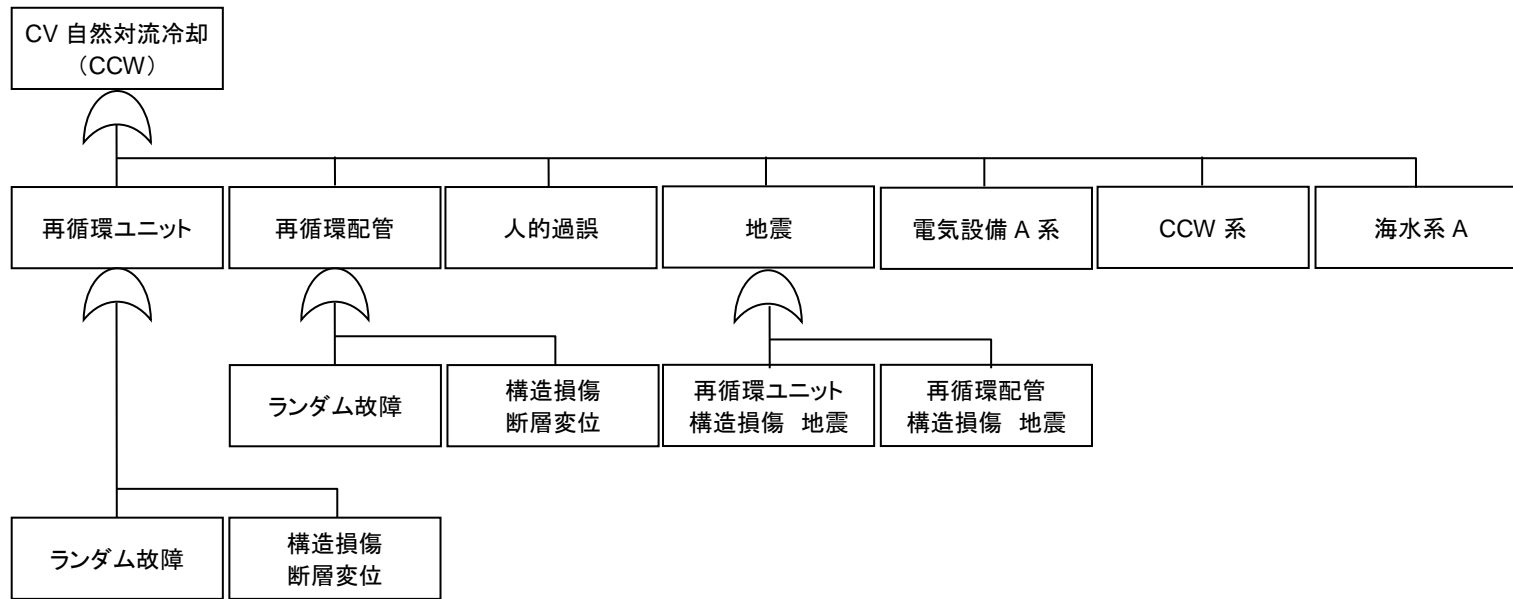 CV 自然対流冷却
(CCW)
再循環ユニット
再循環配管
人的過誤
地震
電気設備 A 系
CCW 系
海水系 A
ランダム故障
構造損傷
断層変位
再循環ユニット
構造損傷 地震
再循環配管
構造損傷 地震
ランダム故障
構造損傷
断層変位